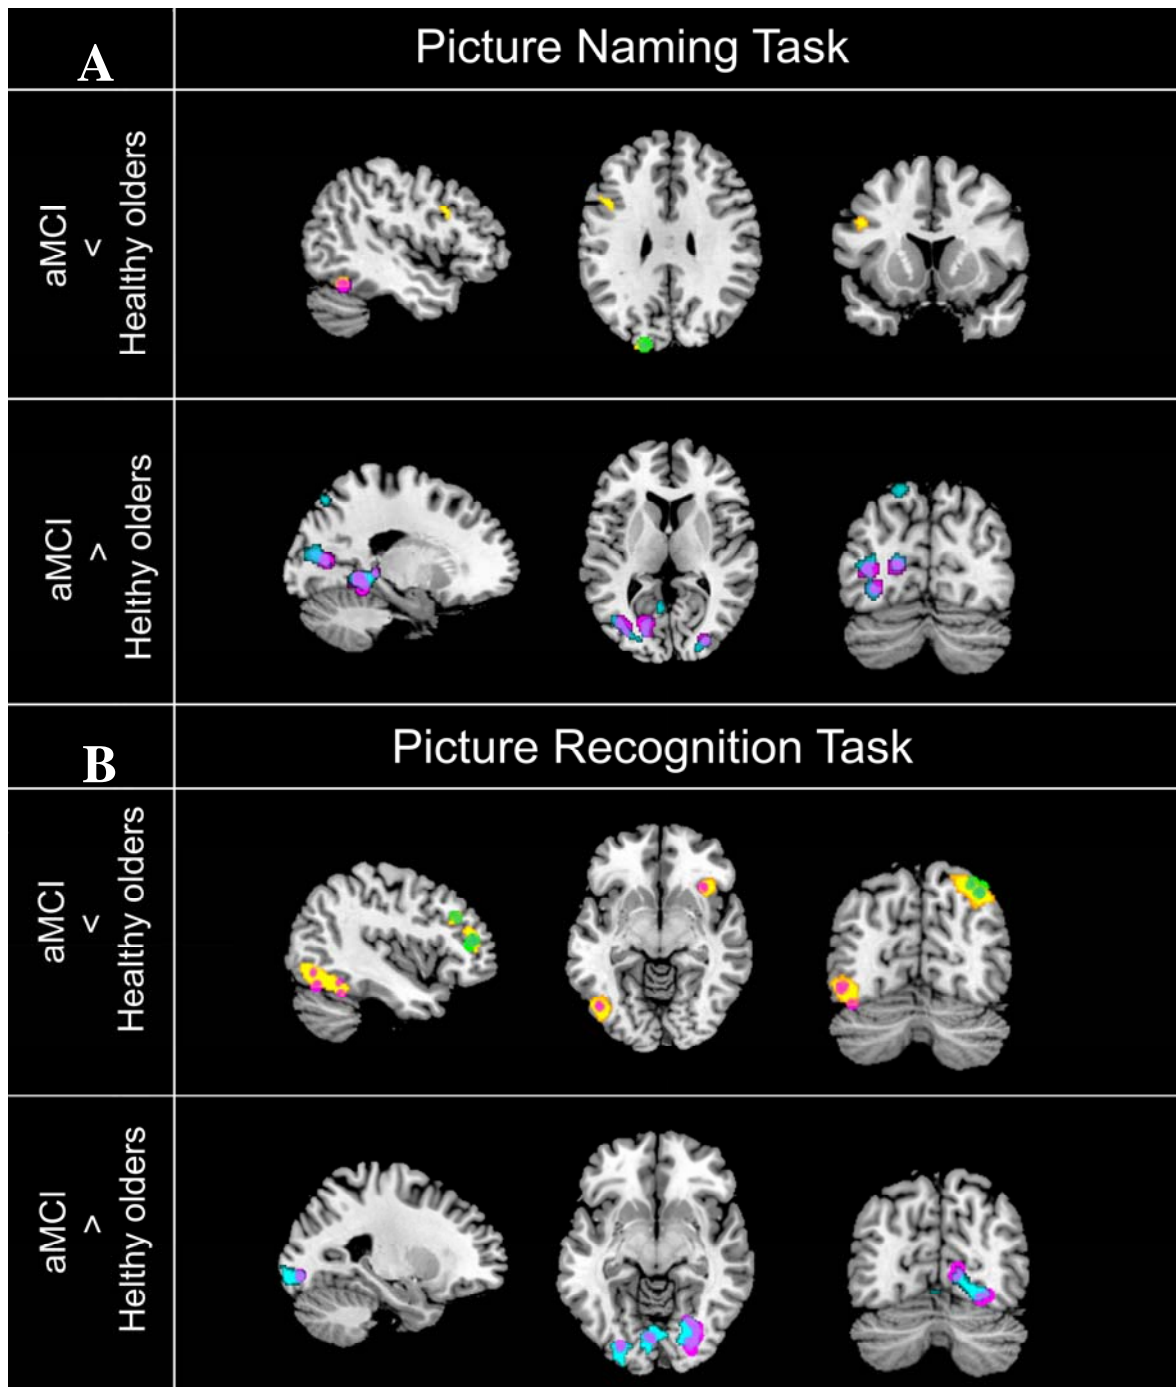 A
Picture Naming Task
aMCI
<
Healthy olders
aMCI
>
Helthy olders
B
Picture Recognition Task
aMCI
<
Healthy olders
aMCI
>
Helthy olders